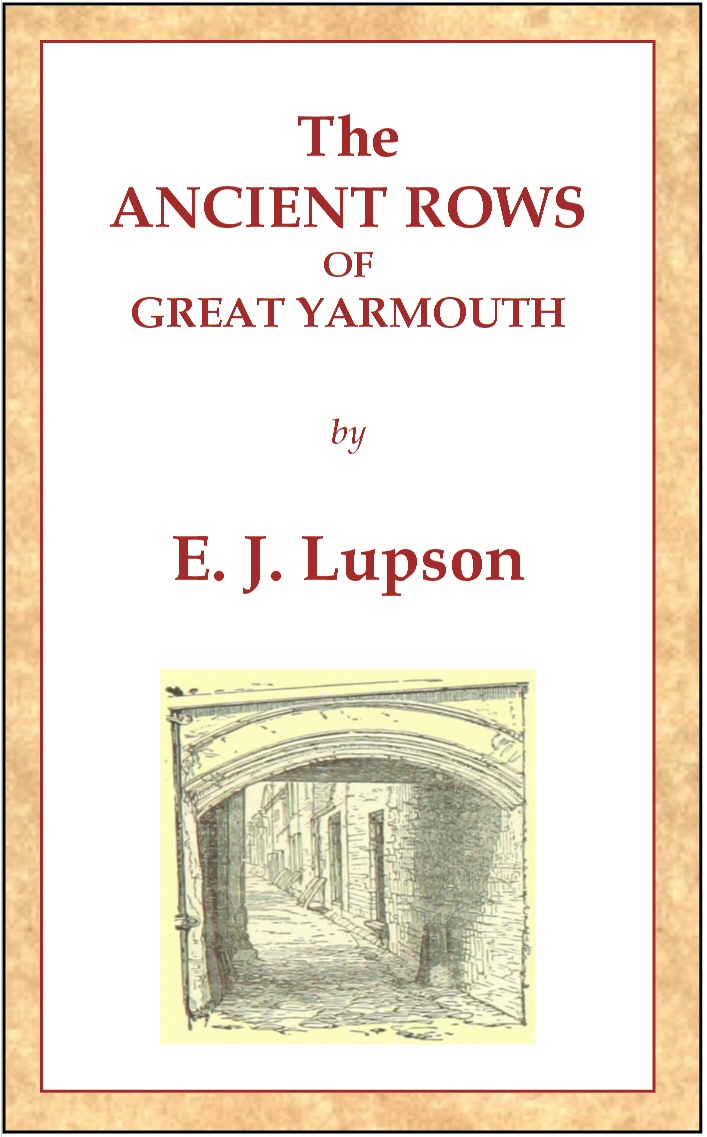 The
ANCIENT ROWS
OF
GREAT YARMOUTH
by
E. J. Lupson